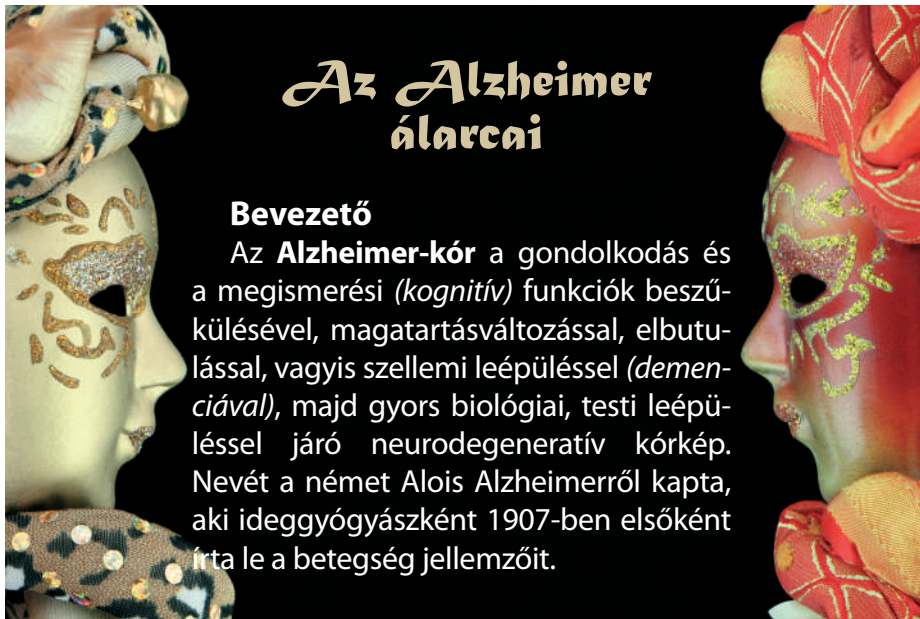 Az Alzheimer
álarcai
Bevezető
Az Alzheimer-kór a gondolkodás és
a megismerési (kognitív) funkciók beszű-
külésével, magatartásváltozással, elbutu-
lással, vagyis szellemi leépüléssel (demen-
ciával), majd gyors biológiai, testi leépü-
léssel járó neurodegeneratív kórkép.
Nevét a német Alois Alzheimerről kapta,
aki ideggyógyászként 1907-ben elsőként
írta le a betegség jellemzőit.